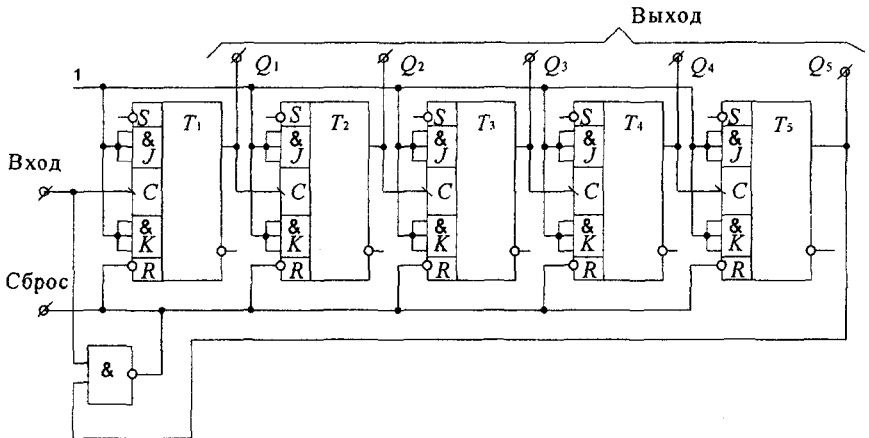 Выход
Q1 Q2 Q3 Q4 Q5
1
S T1 S T2 S T3 S T4 S T5
& & & & &
J J J J J
Вход
C C C C C
& & & & &
K K K K K
R R R R R
Сброс
&